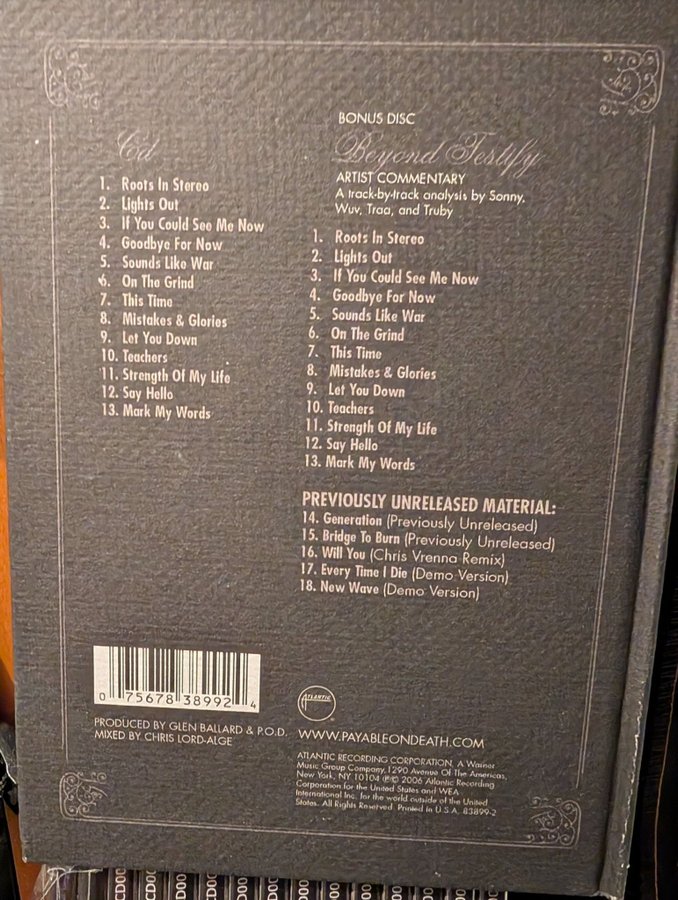 Cd
1. Roots In Stereo
2. Lights Out
3. If You Could See Me Now
4. Goodbye For Now
5. Sounds Like War
6. On The Grind
7. This Time
8. Mistakes & Glories
9. Let You Down
10. Teachers
11. Strength Of My Life
12. Say Hello
13. Mark My Words
BONUS DISC
Beyond Testify
ARTIST COMMENTARY
A track-by-track analysis by Sonny,
Wuv, Traa, and Truby
1. Roots In Stereo
2. Lights Out
3. If You Could See Me Now
4. Goodbye For Now
5. Sounds Like War
6. On The Grind
7. This Time
8. Mistakes & Glories
9. Let You Down
10. Teachers
11. Strength Of My Life
12. Say Hello
13. Mark My Words
PREVIOUSLY UNRELEASED MATERIAL:
14. Generation (Previously Unreleased)
15. Bridge To Burn (Previously Unreleased)
16. Will You (Chris Vrenna Remix)
17. Every Time I Die (Demo Version)
18. New Wave (Demo Version)
0 75678 38992 4
PRODUCED BY GLEN BALLARD & P.O.D.
MIXED BY CHRIS LORD-ALGE
ATLANTIC
WWW.PAYABLEONDEATH.COM
ATLANTIC RECORDING CORPORATION, A Warner
Music Group Company, 1290 Avenue Of The Americas,
New York, NY 10104 ℗© 2006 Atlantic Recording
Corporation for the United States and WEA
International Inc. for the world outside of the United
States. All Rights Reserved. Printed in U.S.A. 83899-2